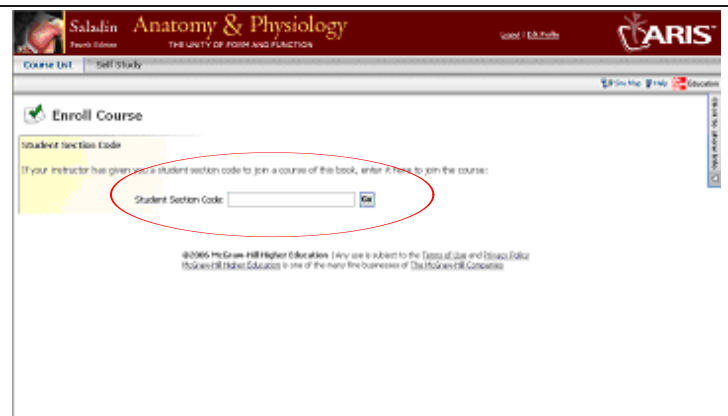 Saladin Anatomy & Physiology
Fourth Edition THE UNITY OF FORM AND FUNCTION
Logout | Edit Profile
ARIS
Course List Self Study
Site Map Help Education
Enroll Course
Student Section Code
If your instructor has given you a student section code to join a course of this book, enter it here to join the course:
Student Section Code: Go
©2006 McGraw-Hill Higher Education | Any use is subject to the Terms of Use and Privacy Policy
McGraw-Hill Higher Education is one of the many fine businesses of The McGraw-Hill Companies